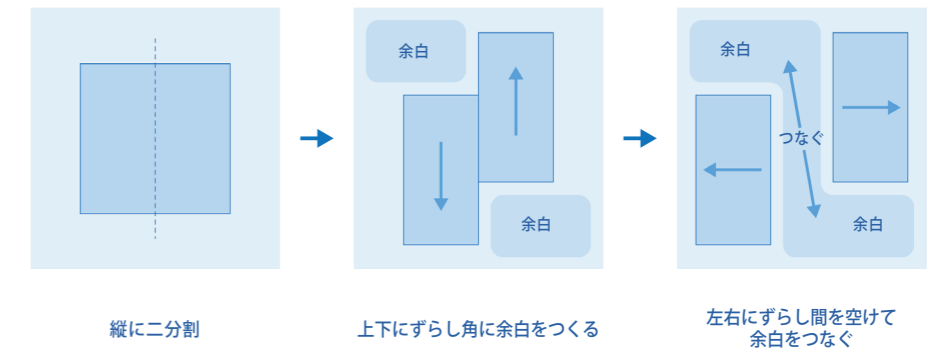 余白
余白
余白
つなぐ
余白
縦に二分割
上下にずらし角に余白をつくる
左右にずらし間を空けて
余白をつなぐ